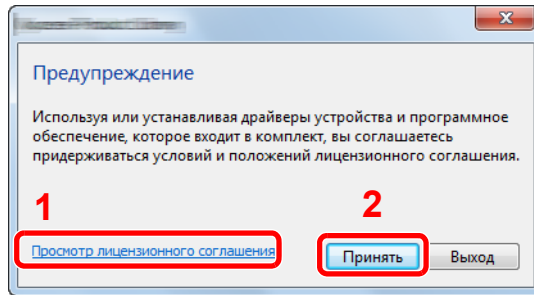 Предупреждение
Используя или устанавливая драйверы устройства и программное
обеспечение, которое входит в комплект, вы соглашаетесь
придерживаться условий и положений лицензионного соглашения.
1
2
Просмотр лицензионного соглашения
Принять
Выход